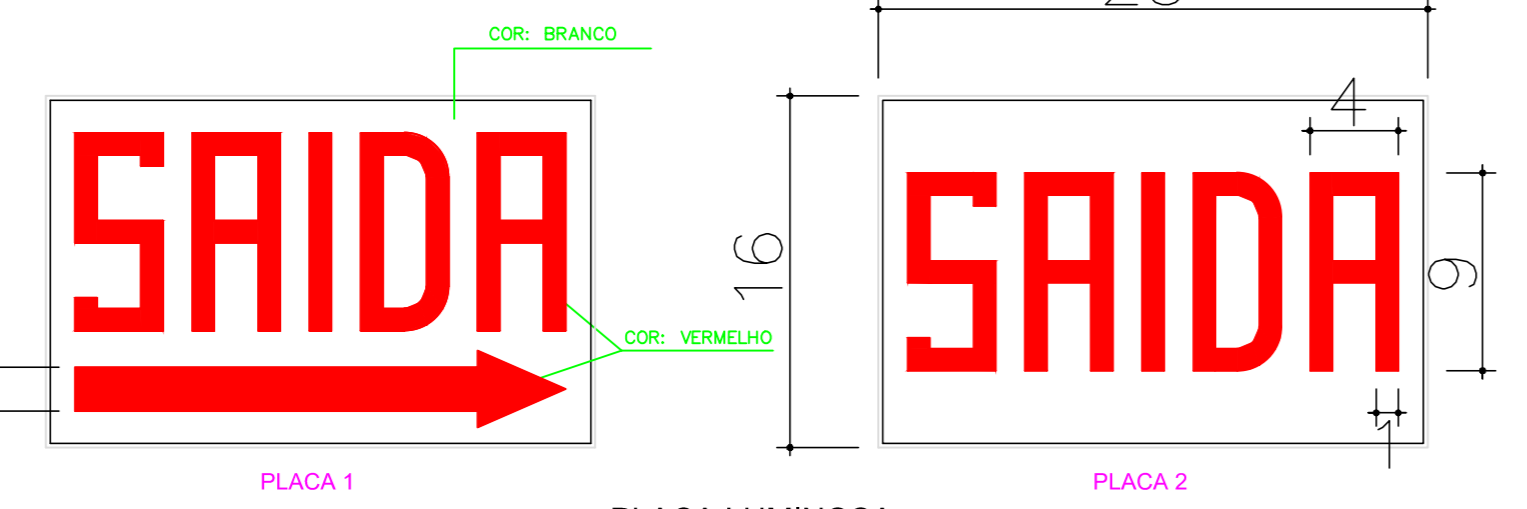 COR: BRANCO
SAIDA
COR: VERMELHO
PLACA 1
16
4
SAIDA
9
1
PLACA 2